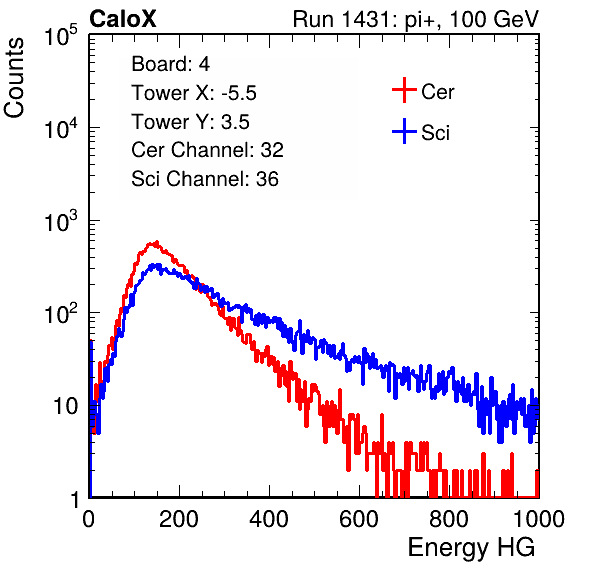 CaloX Run 1431: pi+, 100 GeV
Counts
Board: 4
Tower X: -5.5
Tower Y: 3.5
Cer Channel: 32
Sci Channel: 36
Cer
Sci
10^5
10^4
10^3
10^2
10
1
0 200 400 600 800 1000
Energy HG